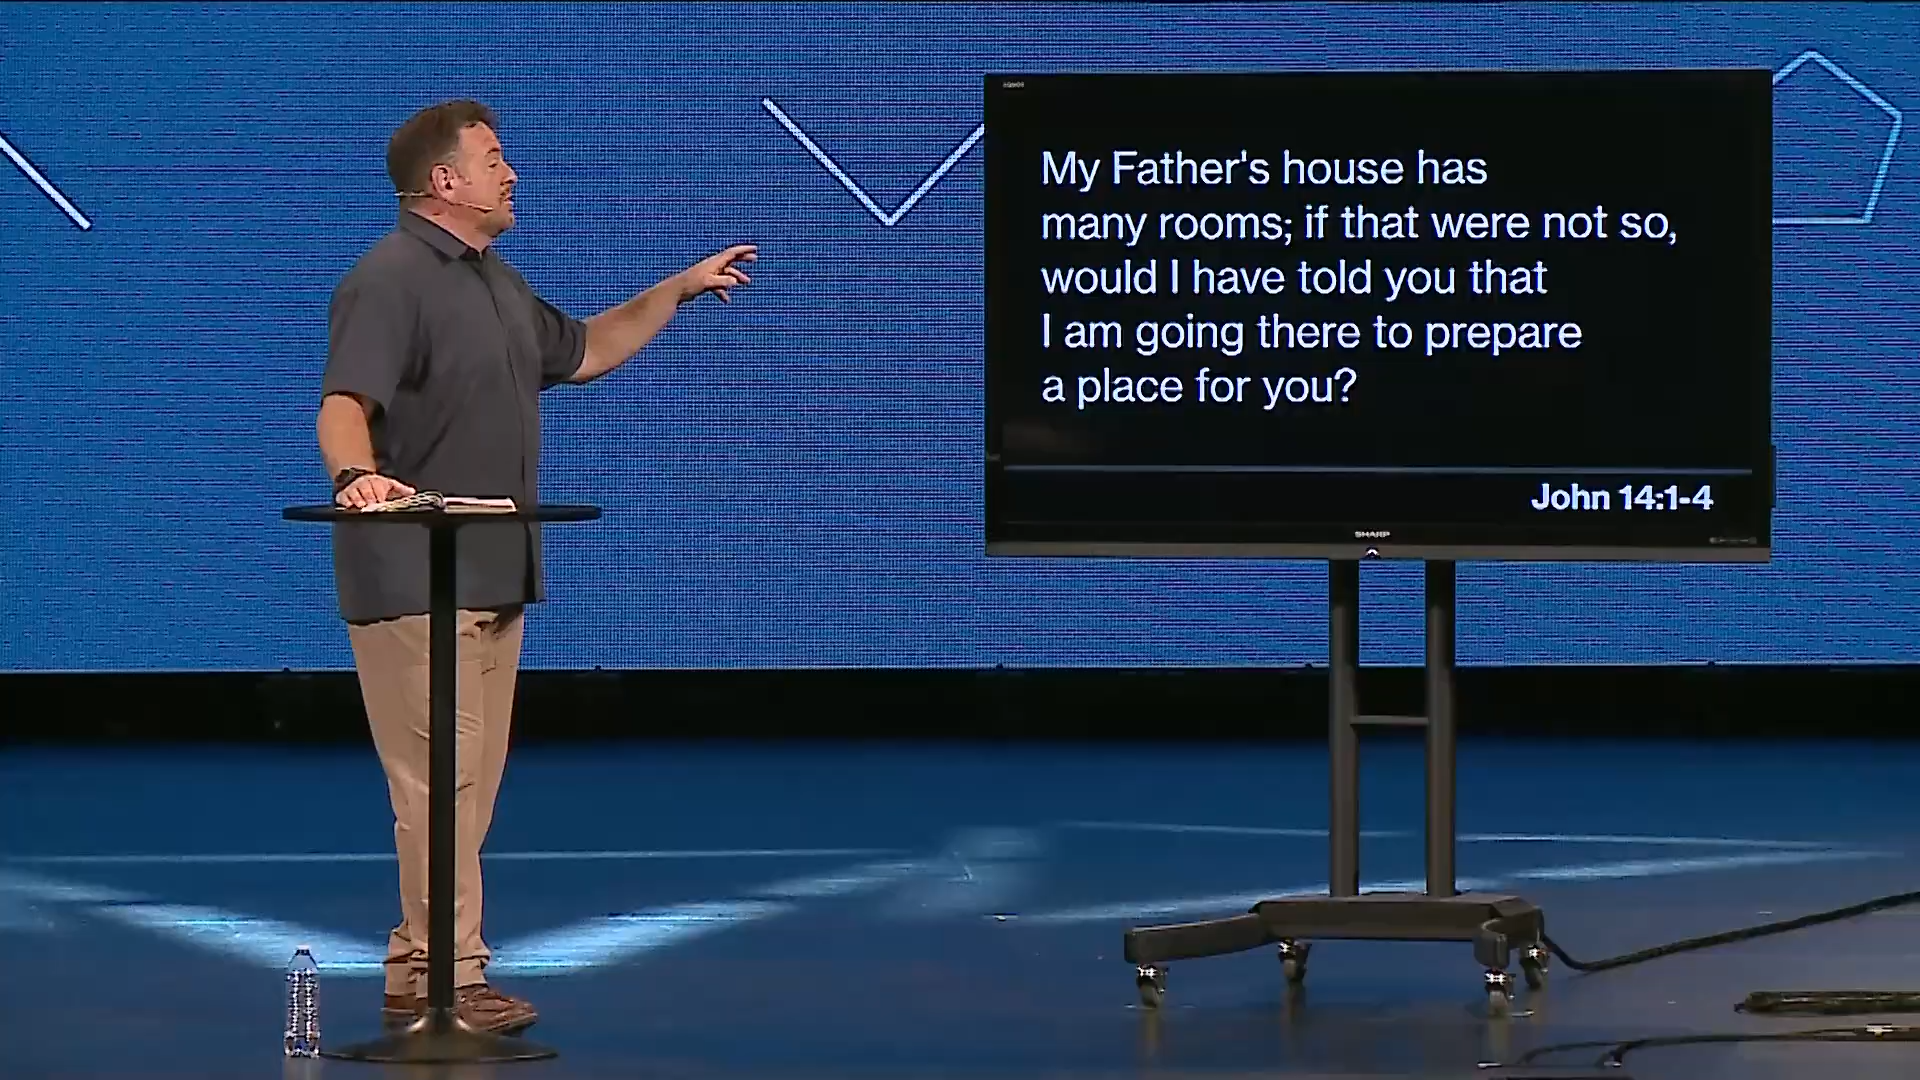 My Father's house has
many rooms; if that were not so,
would I have told you that
I am going there to prepare
a place for you?
John 14:1-4
SHARP